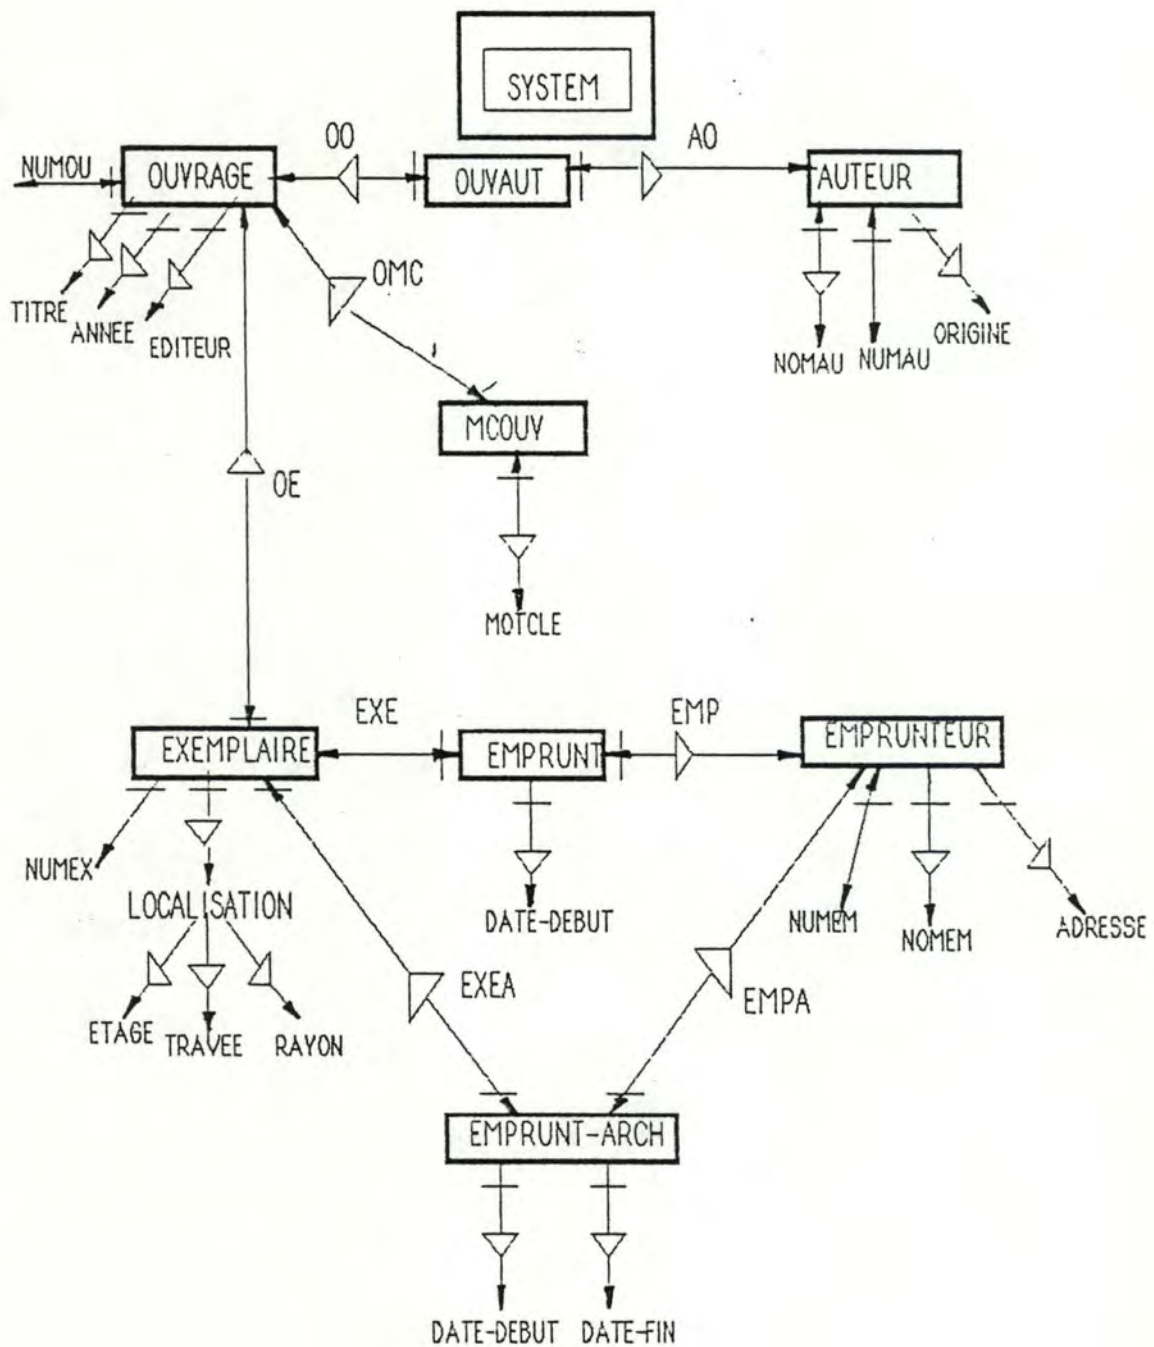 SYSTEM
OO
AO
NUMOU
OUVRAGE
OUVAUT
AUTEUR
OMC
TITRE
ANNEE
EDITEUR
NOMAU
NUMAU
ORIGINE
MCOUV
OE
MOTCLE
EXE
EMP
EXEMPLAIRE
EMPRUNT
EMPRUNTEUR
NUMEX
LOCALISATION
DATE-DEBUT
NUMEM
NOMEM
ADRESSE
EXEA
EMPA
ETAGE
TRAVEE
RAYON
EMPRUNT-ARCH
DATE-DEBUT
DATE-FIN